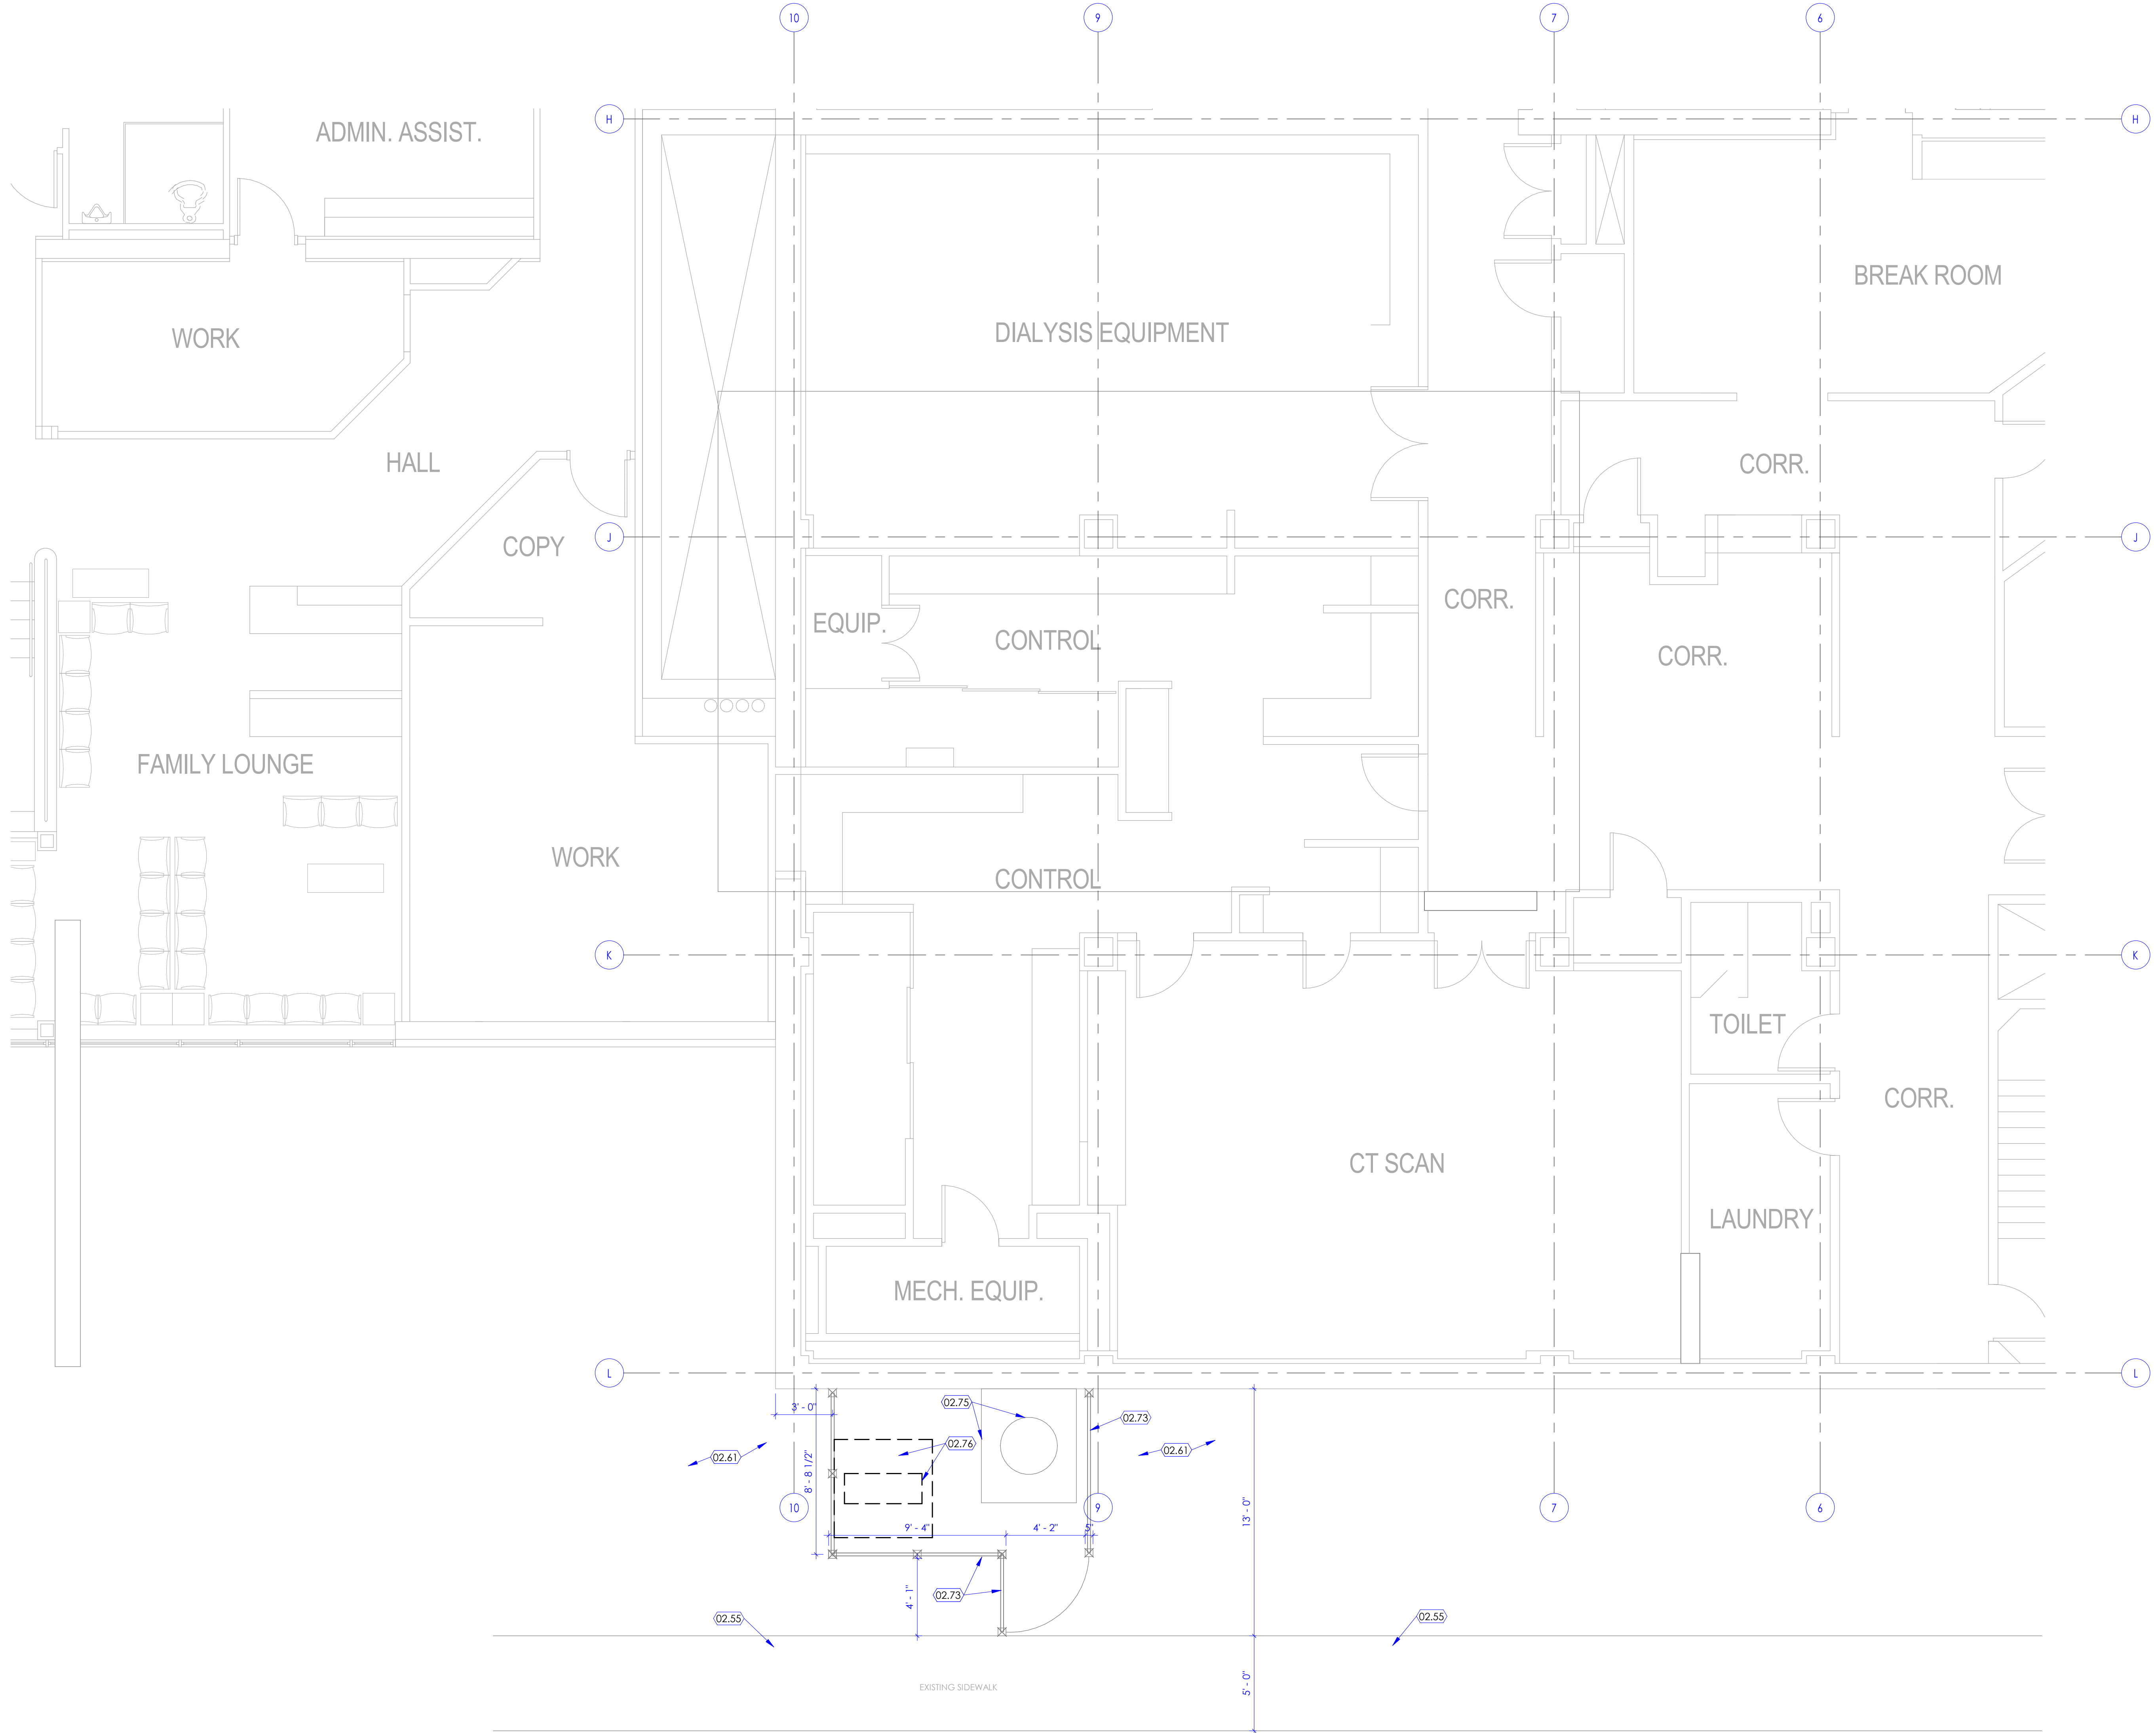 10
9
7
6
H
H
ADMIN. ASSIST.
BREAK ROOM
WORK
DIALYSIS EQUIPMENT
HALL
CORR.
COPY
J
J
CORR.
EQUIP.
CONTROL
CORR.
FAMILY LOUNGE
WORK
CONTROL
K
K
TOILET
CORR.
CT SCAN
LAUNDRY
MECH. EQUIP.
L
L
3' - 0"
02.75
02.73
02.76
02.61
02.61
8' - 8 1/2"
10
9
7
6
13' - 0"
9' - 4"
4' - 2"
5"
4' - 1"
02.73
02.55
02.55
EXISTING SIDEWALK
5' - 0"